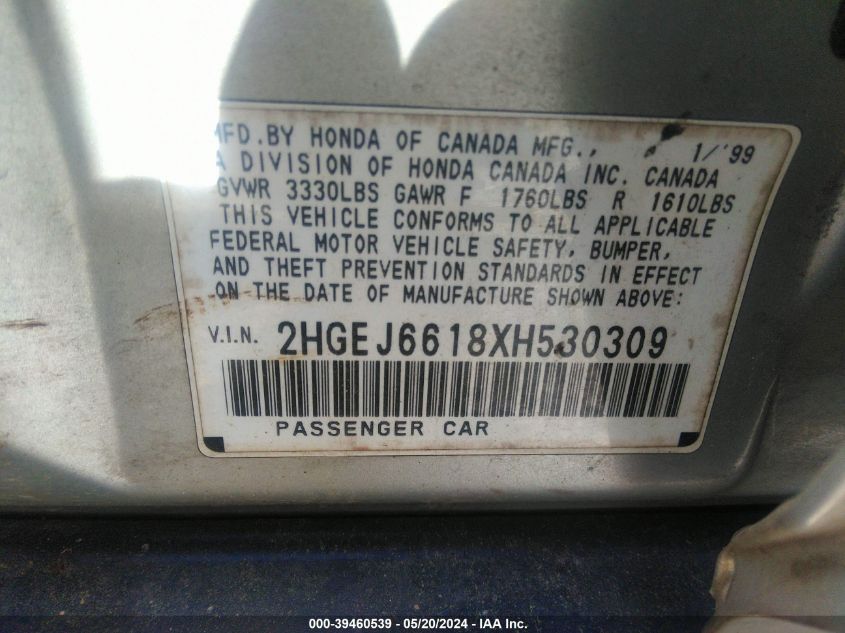 MFD.BY HONDA OF CANADA MFG., 1/'99
A DIVISION OF HONDA CANADA INC. CANADA
GVWR 3330LBS GAWR F 1760LBS R 1610LBS
THIS VEHICLE CONFORMS TO ALL APPLICABLE
FEDERAL MOTOR VEHICLE SAFETY, BUMPER,
AND THEFT PREVENTION STANDARDS IN EFFECT
ON THE DATE OF MANUFACTURE SHOWN ABOVE:
V.I.N. 2HGEJ6618XH530309
PASSENGER CAR
000-39460539 - 05/20/2024 - IAA Inc.